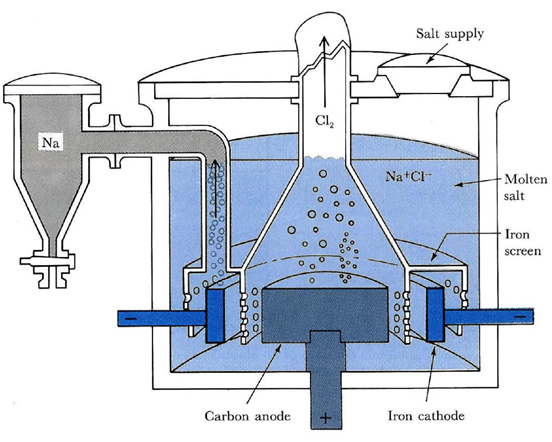 Salt supply
Na
Cl₂
Na+Cl−
Molten
salt
Iron
screen
−
−
Carbon anode
+
Iron cathode